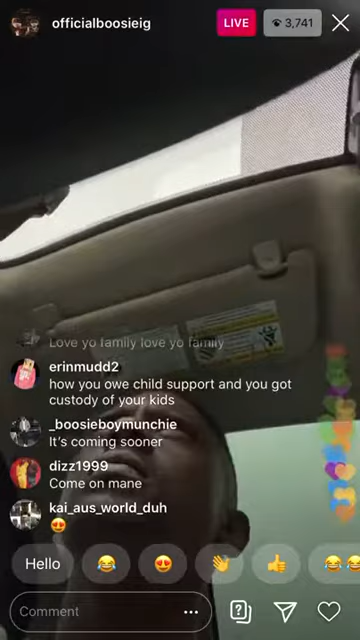 officialboosieig
LIVE
3,741
Love yo family love yo family
erinmudd2
how you owe child support and you got
custody of your kids
_boosieboymunchie
It's coming sooner
dizz1999
Come on mane
kai_aus_world_duh
😍
Hello
😂
😍
👋
👍
😂😂
Comment